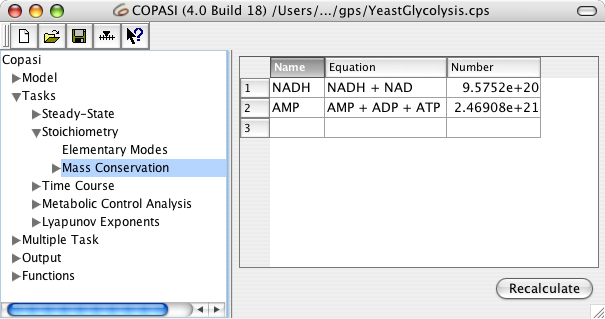 COPASI (4.0 Build 18) /Users/.../gps/YeastGlycolysis.cps
Copasi
Model
Tasks
Steady-State
Stoichiometry
Elementary Modes
Mass Conservation
Time Course
Metabolic Control Analysis
Lyapunov Exponents
Multiple Task
Output
Functions
Name Equation Number
1 NADH NADH + NAD 9.5752e+20
2 AMP AMP + ADP + ATP 2.46908e+21
3
Recalculate